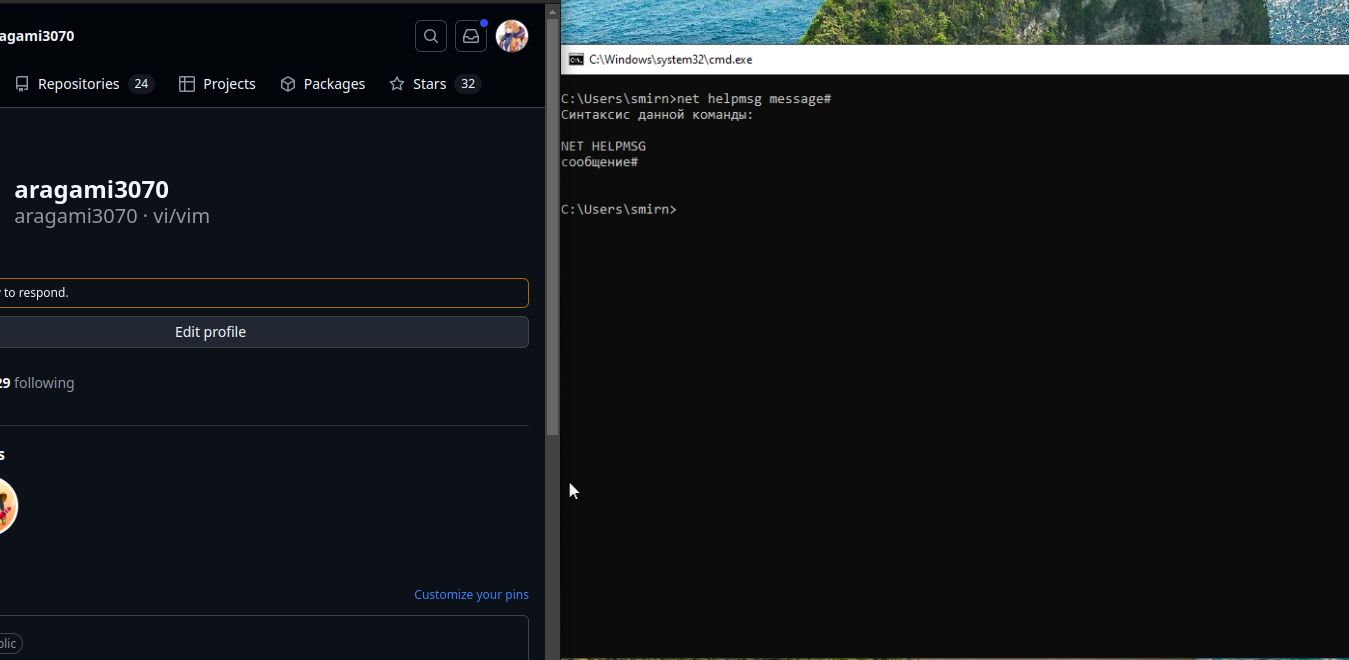 agami3070
Repositories 24 Projects Packages Stars 32
aragami3070
aragami3070 · vi/vim
to respond.
Edit profile
29 following
s
Customize your pins
C:\Windows\system32\cmd.exe
C:\Users\smirn>net helpmsg message#
Синтаксис данной команды:
NET HELPMSG
сообщение#
C:\Users\smirn>